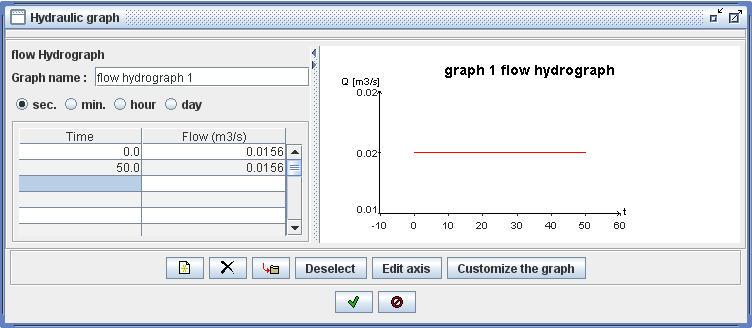 Hydraulic graph
flow Hydrograph
Graph name : flow hydrograph 1
sec. min. hour day
Time Flow (m3/s)
0.0 0.0156
50.0 0.0156
graph 1 flow hydrograph
Q [m3/s]
0.02
0.02
0.01
-10 0 10 20 30 40 50 60
t
Deselect Edit axis Customize the graph